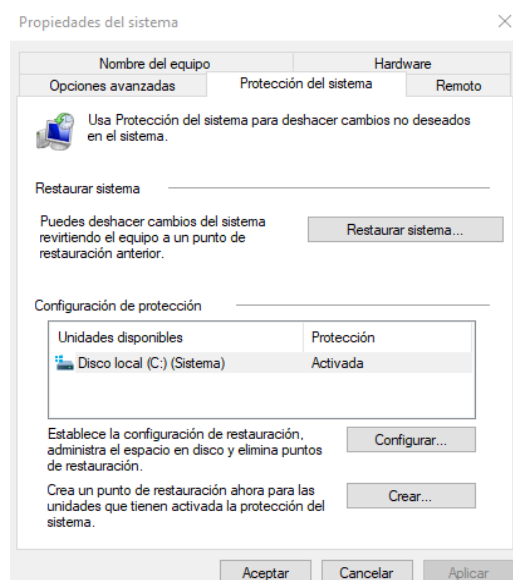 Propiedades del sistema
Nombre del equipo
Hardware
Opciones avanzadas
Protección del sistema
Remoto
Usa Protección del sistema para deshacer cambios no deseados
en el sistema.
Restaurar sistema
Puedes deshacer cambios del sistema
revirtiendo el equipo a un punto de
restauración anterior.
Restaurar sistema...
Configuración de protección
Unidades disponibles
Protección
Disco local (C:) (Sistema)
Activada
Establece la configuración de restauración,
administra el espacio en disco y elimina puntos
de restauración.
Configurar...
Crea un punto de restauración ahora para las
unidades que tienen activada la protección del
sistema.
Crear...
Aceptar
Cancelar
Aplicar